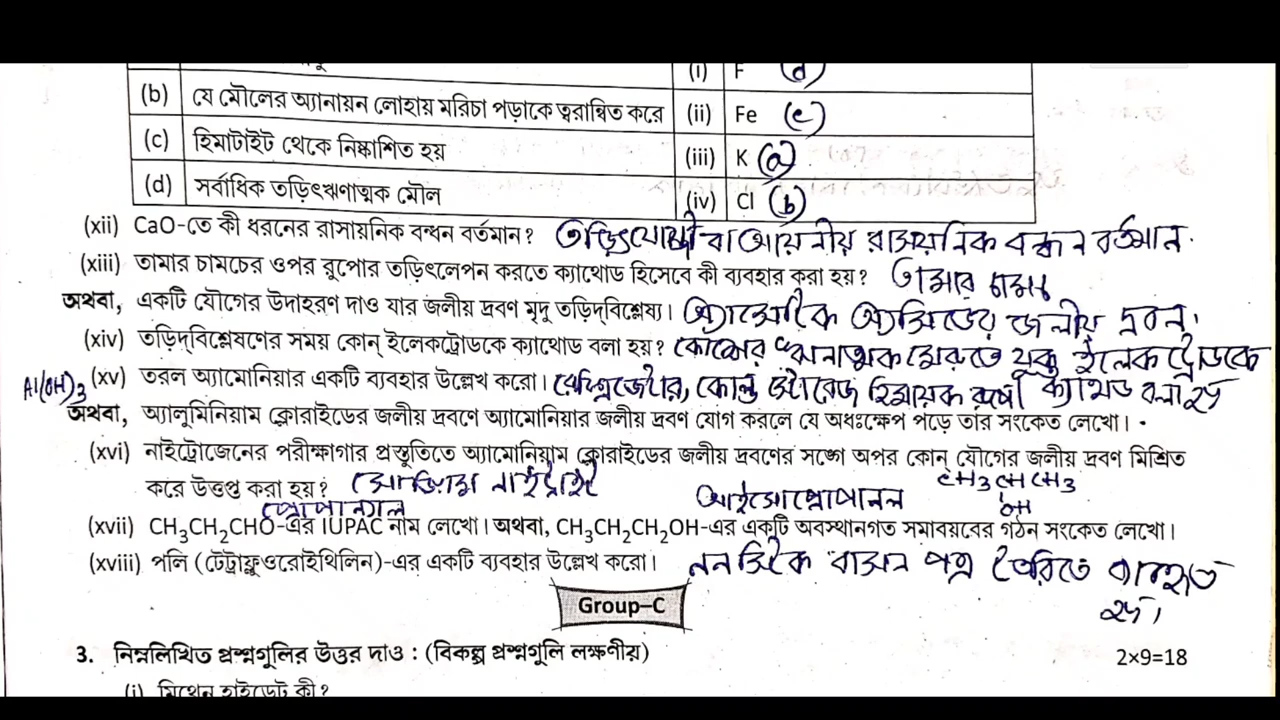 (i) F (d)
(b) যে মৌলের অ্যানায়ন লোহায় মরিচা পড়াকে ত্বরান্বিত করে (ii) Fe (c)
(c) হিমাটাইট থেকে নিষ্কাশিত হয় (iii) K (a)
(d) সর্বাধিক তড়িৎঋণাত্মক মৌল (iv) Cl (b)
(xii) CaO-তে কী ধরনের রাসায়নিক বন্ধন বর্তমান? তড়িৎযোজী বা আয়নীয় রাসায়নিক বন্ধন বর্তমান.
(xiii) তামার চামচের ওপর রুপোর তড়িৎলেপন করতে ক্যাথোড হিসেবে কী ব্যবহার করা হয়? তামার চামচ
অথবা, একটি যৌগের উদাহরণ দাও যার জলীয় দ্রবণ মৃদু তড়িদ্‌বিশ্লেষ্য। অ্যাসেটিক অ্যাসিডের জলীয় দ্রবন.
(xiv) তড়িদ্‌বিশ্লেষণের সময় কোন্ ইলেকট্রোডকে ক্যাথোড বলা হয়? কোশের ঋনাত্মক মেরুতে যুক্ত ইলেকট্রোডকে
Al(OH)3 (xv) তরল অ্যামোনিয়ার একটি ব্যবহার উল্লেখ করো। রেফ্রিজেটার, কোল্ড স্টোরেজ হিমায়ক রূপে ক্যাথড বলা হয়
অথবা, অ্যালুমিনিয়াম ক্লোরাইডের জলীয় দ্রবণে অ্যামোনিয়ার জলীয় দ্রবণ যোগ করলে যে অধঃক্ষেপ পড়ে তার সংকেত লেখো।
(xvi) নাইট্রোজেনের পরীক্ষাগার প্রস্তুতিতে অ্যামোনিয়াম ক্লোরাইডের জলীয় দ্রবণের সঙ্গে অপর কোন্ যৌগের জলীয় দ্রবণ মিশ্রিত
করে উত্তপ্ত করা হয়? সোডিয়াম নাইট্রাইট
প্রোপান্যাল আইসোপ্রোপানল CH3CHCH3
OH
(xvii) CH3CH2CHO-এর IUPAC নাম লেখো। অথবা, CH3CH2CH2OH-এর একটি অবস্থানগত সমাবয়বের গঠন সংকেত লেখো।
(xviii) পলি (টেট্রাফ্লুওরোইথিলিন)-এর একটি ব্যবহার উল্লেখ করো। ননস্টিক বাসন পত্র তৈরিতে ব্যবহৃত
হয়।
Group–C
3. নিম্নলিখিত প্রশ্নগুলির উত্তর দাও : (বিকল্প প্রশ্নগুলি লক্ষণীয়) 2×9=18
(i) মিথেন হাইড্রেট কী?